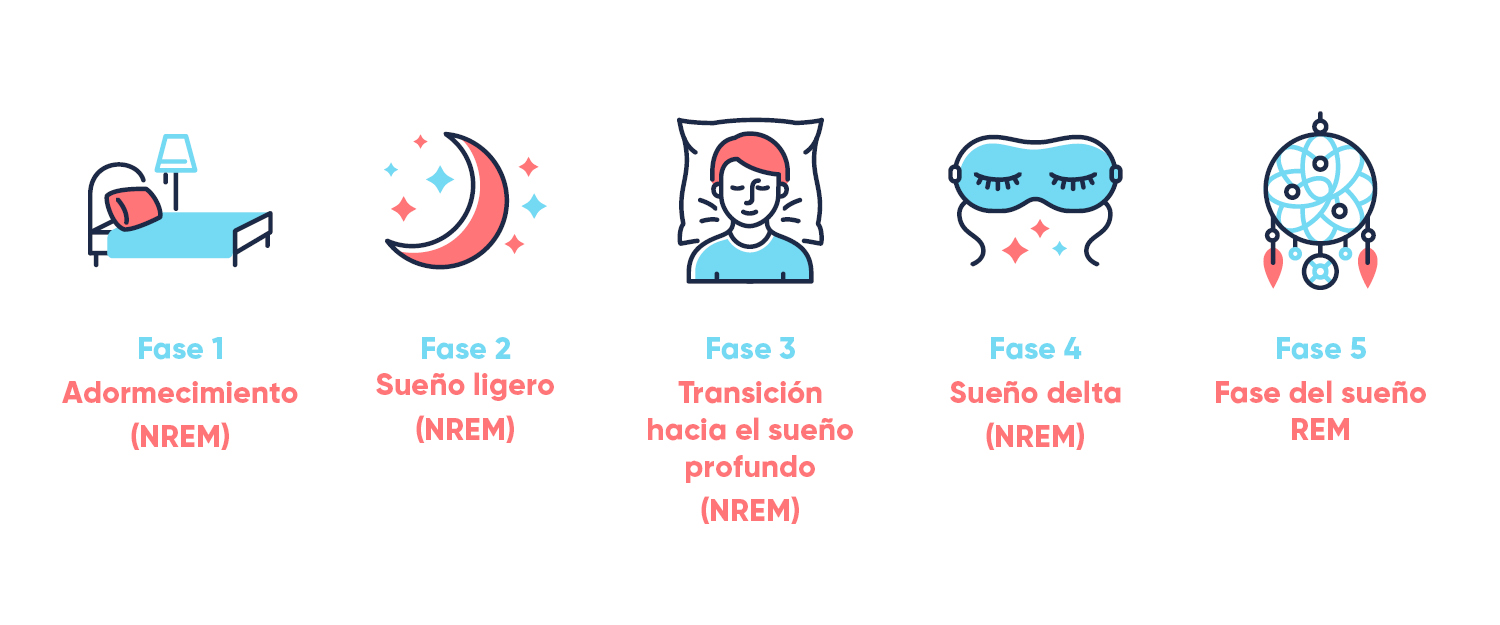 Fase 1
Adormecimiento
(NREM)
Fase 2
Sueño ligero
(NREM)
Fase 3
Transición
hacia el sueño
profundo
(NREM)
Fase 4
Sueño delta
(NREM)
Fase 5
Fase del sueño
REM